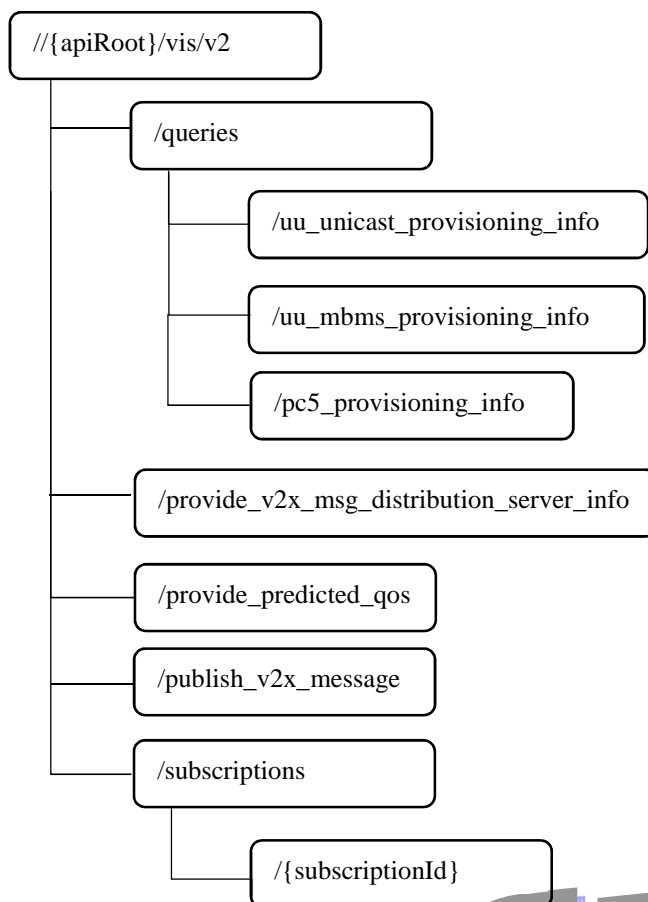 //{apiRoot}/vis/v2
/queries
/uu_unicast_provisioning_info
/uu_mbms_provisioning_info
/pc5_provisioning_info
/provide_v2x_msg_distribution_server_info
/provide_predicted_qos
/publish_v2x_message
/subscriptions
/{subscriptionId}